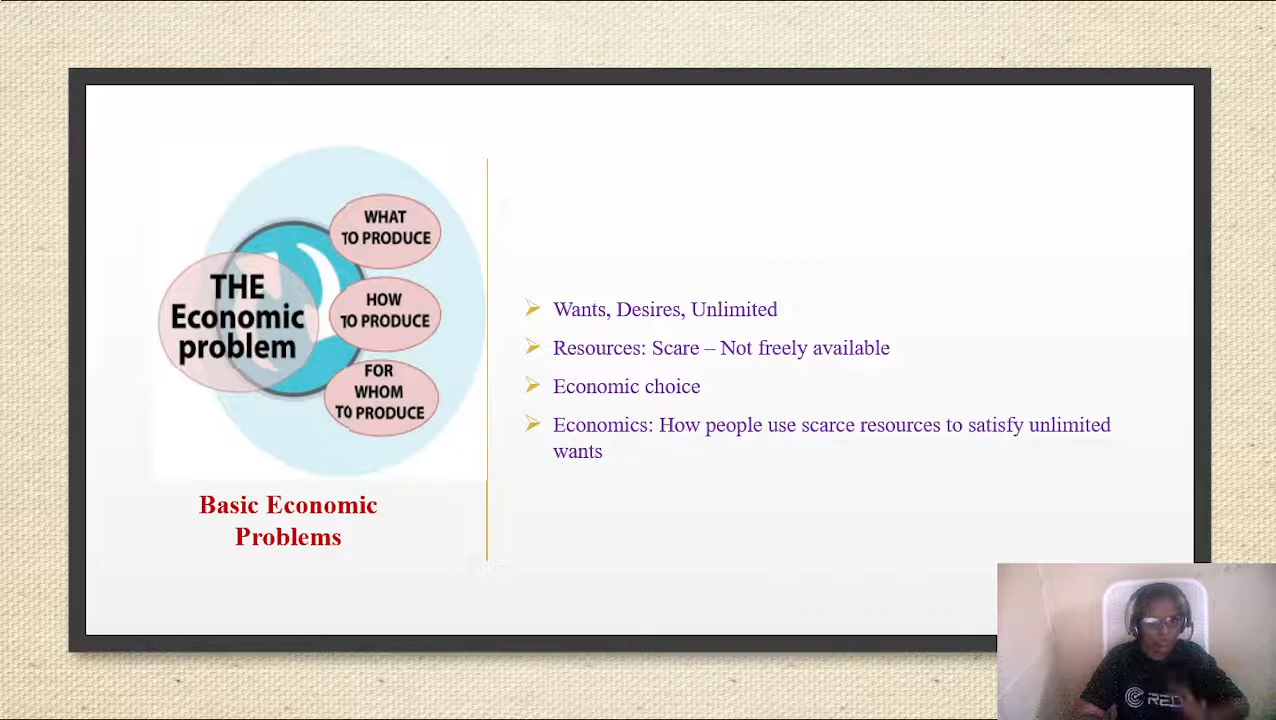 THE
Economic
problem
WHAT
TO PRODUCE
HOW
TO PRODUCE
FOR
WHOM
TO PRODUCE
Basic Economic
Problems
Wants, Desires, Unlimited
Resources: Scare – Not freely available
Economic choice
Economics: How people use scarce resources to satisfy unlimited
wants